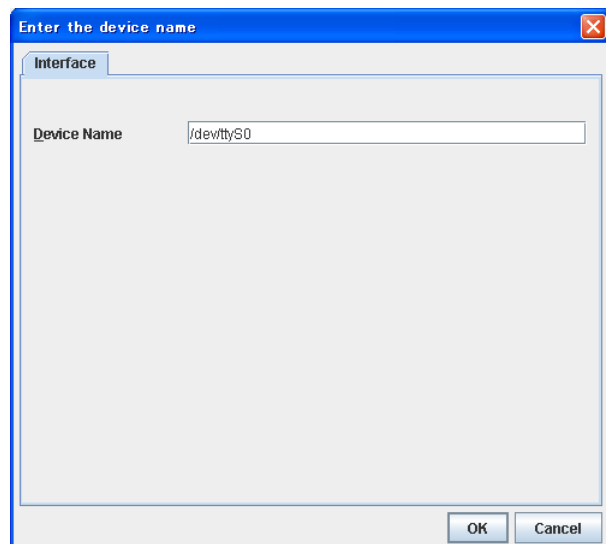 Enter the device name
Interface
Device Name /dev/ttyS0
OK Cancel